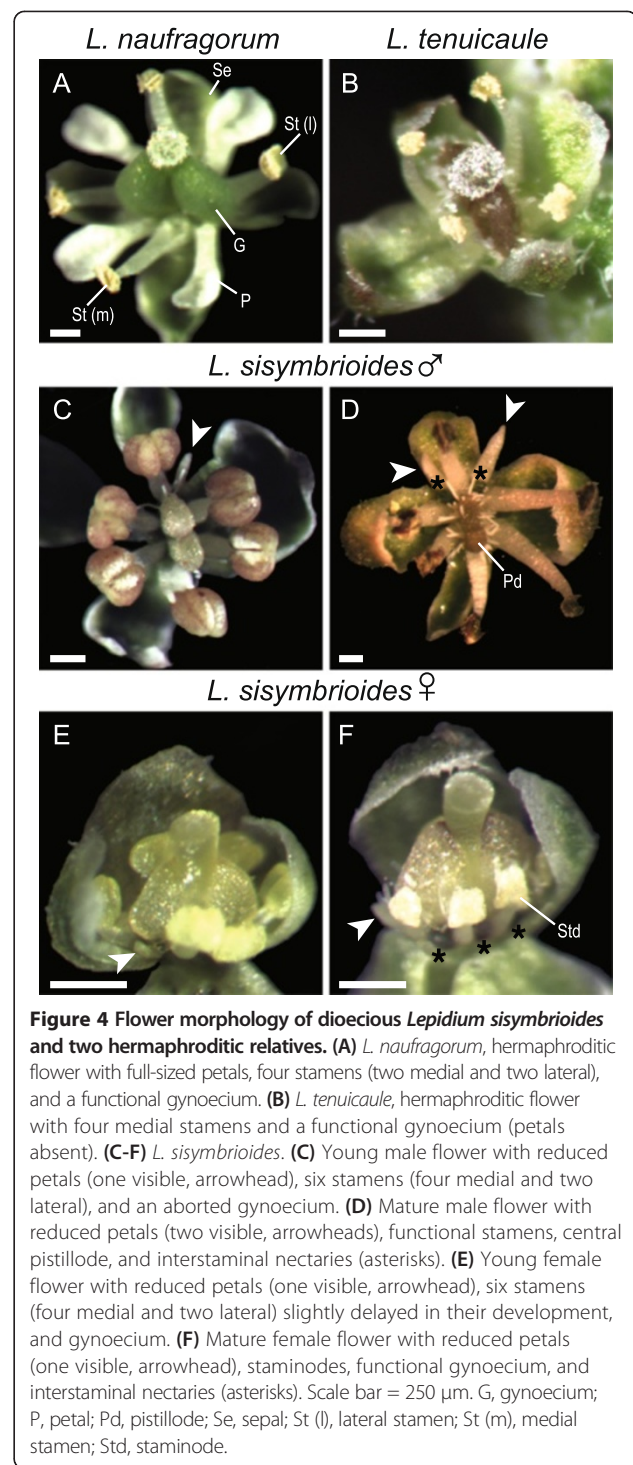 L. naufragorum L. tenuicaule
A Se St (l) G P St (m)
B
L. sisymbrioides ♂
C
D * * Pd
L. sisymbrioides ♀
E
F Std * * *
Figure 4 Flower morphology of dioecious Lepidium sisymbrioides
and two hermaphroditic relatives. (A) L. naufragorum, hermaphroditic
flower with full-sized petals, four stamens (two medial and two lateral),
and a functional gynoecium. (B) L. tenuicaule, hermaphroditic flower
with four medial stamens and a functional gynoecium (petals
absent). (C-F) L. sisymbrioides. (C) Young male flower with reduced
petals (one visible, arrowhead), six stamens (four medial and two
lateral), and an aborted gynoecium. (D) Mature male flower with
reduced petals (two visible, arrowheads), functional stamens, central
pistillode, and interstaminal nectaries (asterisks). (E) Young female
flower with reduced petals (one visible, arrowhead), six stamens
(four medial and two lateral) slightly delayed in their development,
and gynoecium. (F) Mature female flower with reduced petals
(one visible, arrowhead), staminodes, functional gynoecium, and
interstaminal nectaries (asterisks). Scale bar = 250 μm. G, gynoecium;
P, petal; Pd, pistillode; Se, sepal; St (l), lateral stamen; St (m), medial
stamen; Std, staminode.